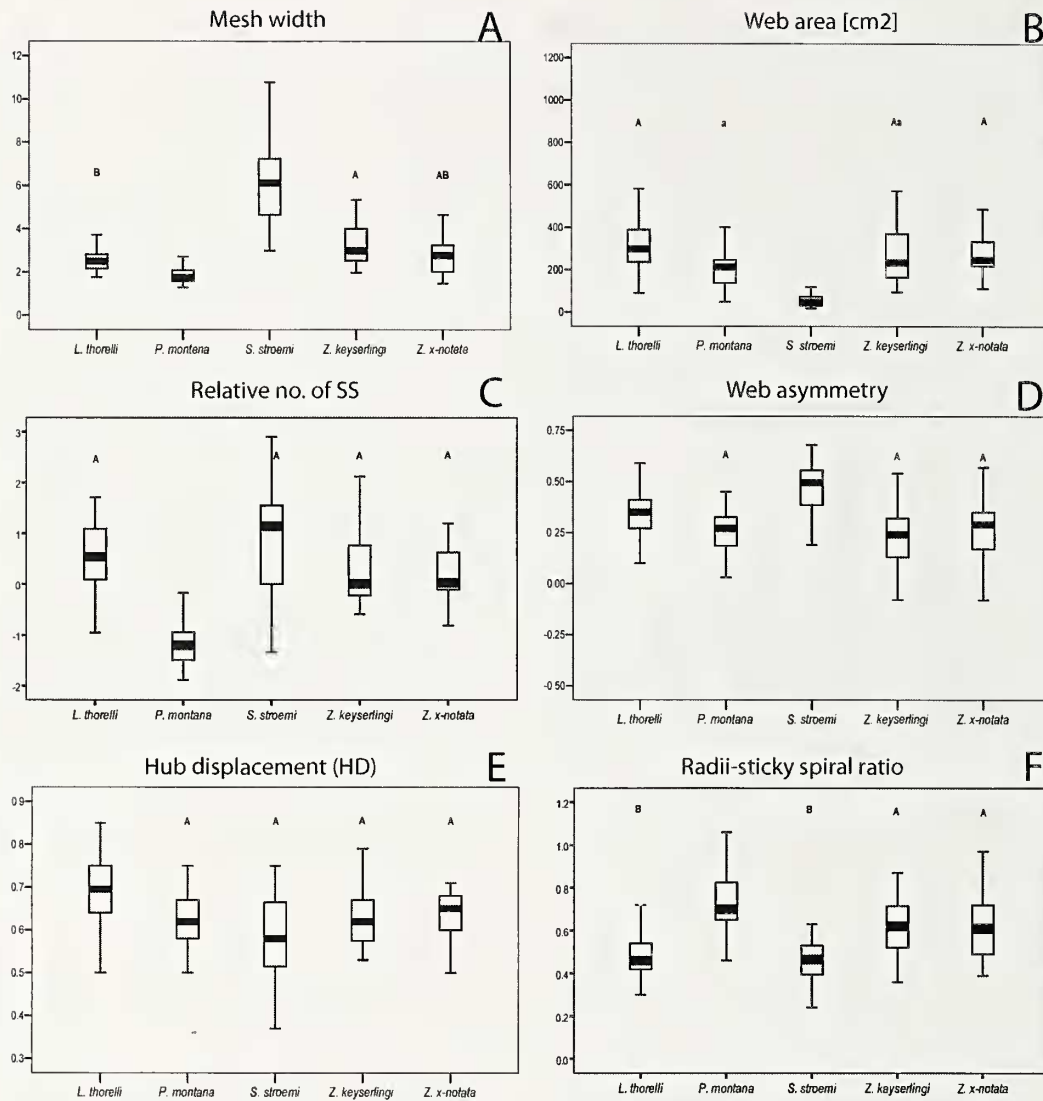 Mesh width
A
12
10
8
6
4
2
0
B
A
AB
L. thorelli P. montana S. stroemi Z. keyserlingi Z. x-notata
Web area [cm2]
B
1200
1000
800
600
400
200
0
A
a
Aa
A
L. thorelli P. montana S. stroemi Z. keyserlingi Z. x-notata
Relative no. of SS
C
3
2
1
0
-1
-2
A
A
A
A
L. thorelli P. montana S. stroemi Z. keyserlingi Z. x-notata
Web asymmetry
D
0.75
0.50
0.25
0.00
-0.25
-0.50
A
A
A
L. thorelli P. montana S. stroemi Z. keyserlingi Z. x-notata
Hub displacement (HD)
E
0.9
0.8
0.7
0.6
0.5
0.4
0.3
A
A
A
A
L. thorelli P. montana S. stroemi Z. keyserlingi Z. x-notata
Radii-sticky spiral ratio
F
1.2
1.0
0.8
0.6
0.4
0.2
0.0
B
B
A
A
L. thorelli P. montana S. stroemi Z. keyserlingi Z. x-notata